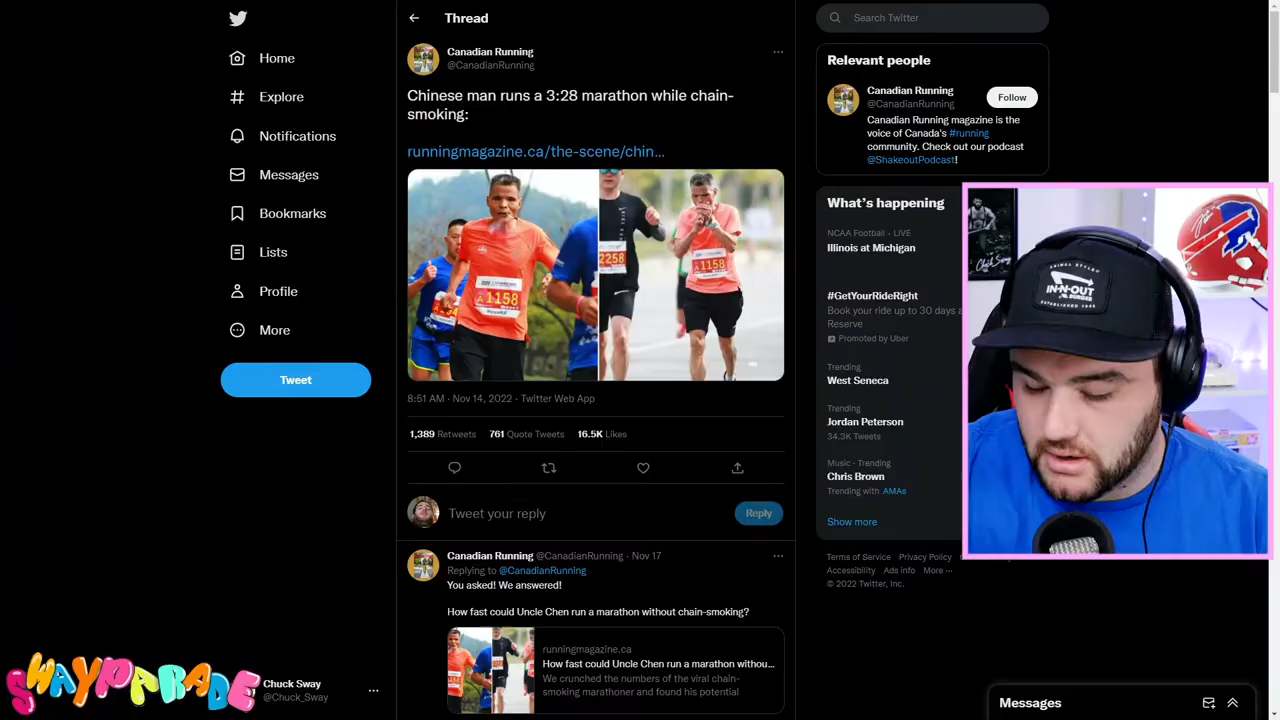 Home
Explore
Notifications
Messages
Bookmarks
Lists
Profile
More
Tweet
SWAYPARADE
Chuck Sway
@Chuck_Sway
Thread
Canadian Running
@CanadianRunning
Chinese man runs a 3:28 marathon while chain-
smoking:
runningmagazine.ca/the-scene/chin...
1158
2258
1158
8:51 AM · Nov 14, 2022 · Twitter Web App
1,389 Retweets 761 Quote Tweets 16.5K Likes
Tweet your reply
Reply
Canadian Running @CanadianRunning · Nov 17
Replying to @CanadianRunning
You asked! We answered!
How fast could Uncle Chen run a marathon without chain-smoking?
runningmagazine.ca
How fast could Uncle Chen run a marathon withou...
We crunched the numbers of the viral chain-
smoking marathoner and found his potential
Search Twitter
Relevant people
Canadian Running
@CanadianRunning
Follow
Canadian Running magazine is the
voice of Canada's #running
community. Check out our podcast
@ShakeoutPodcast!
What's happening
NCAA Football · LIVE
Illinois at Michigan
#GetYourRideRight
Book your ride up to 30 days a
Reserve
Promoted by Uber
Trending
West Seneca
Trending
Jordan Peterson
34.3K Tweets
Music · Trending
Chris Brown
Trending with AMAs
Show more
Terms of Service Privacy Policy
Accessibility Ads info More ...
© 2022 Twitter, Inc.
Chuck Sway
IN-N-OUT
BURGER
Messages